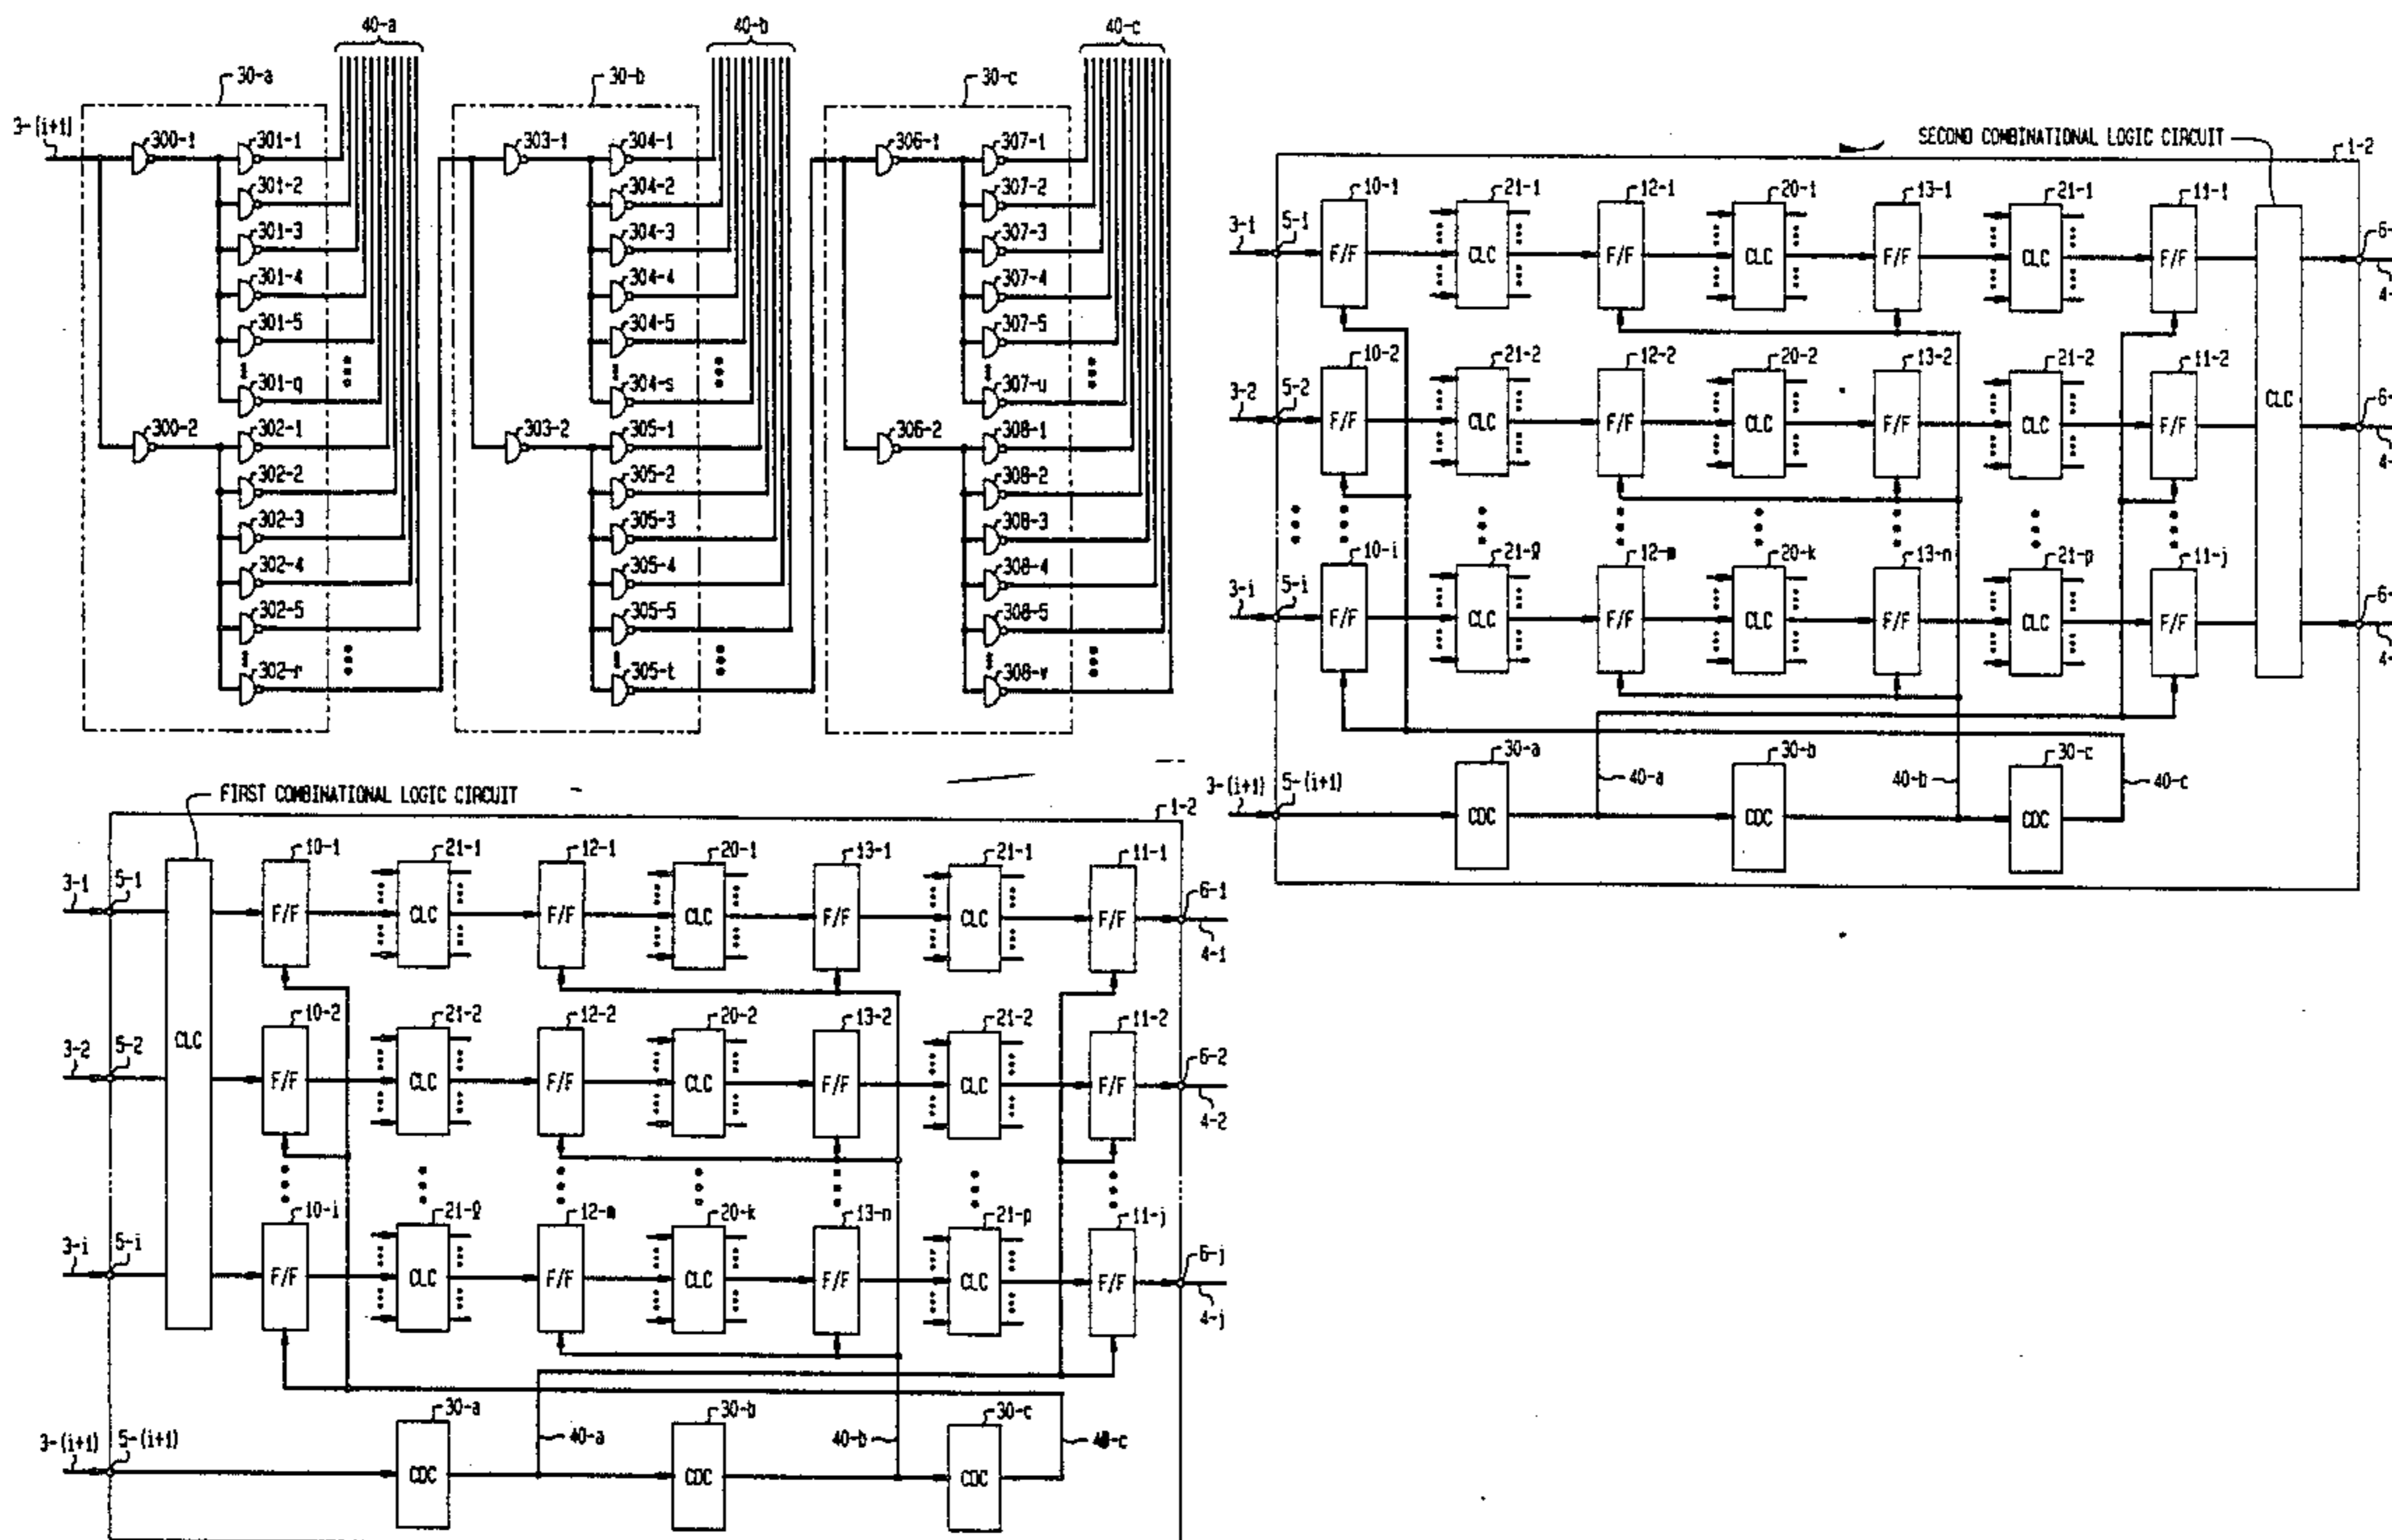 40-a 40-b 40-c
30-a 30-b 30-c
3-(i+1)
300-1 301-1 303-1 304-1 306-1 307-1
301-2 304-2 307-2
301-3 304-3 307-3
301-4 304-4 307-4
301-5 304-5 307-5
301-q 304-s 307-u
300-2 302-1 303-2 305-1 306-2 308-1
302-2 305-2 308-2
302-3 305-3 308-3
302-4 305-4 308-4
302-5 305-5 308-5
302-r 305-t 308-v
SECOND COMBINATIONAL LOGIC CIRCUIT 1-2
10-1 21-1 12-1 20-1 13-1 21-1 11-1
3-1 5-1 F/F CLC F/F CLC F/F CLC F/F 6-
4-
10-2 21-2 12-2 20-2 13-2 21-2 11-2
3-2 5-2 F/F CLC F/F CLC F/F CLC F/F CLC 6-
4-
10-i 21-ℓ 12-m 20-k 13-n 21-p 11-j
3-i 5-i F/F CLC F/F CLC F/F CLC F/F 6-
4-
30-a 30-b 30-c
40-a 40-b 40-c
3-(i+1) 5-(i+1) CDC CDC CDC
FIRST COMBINATIONAL LOGIC CIRCUIT 1-2
10-1 21-1 12-1 20-1 13-1 21-1 11-1
3-1 5-1 F/F CLC F/F CLC F/F CLC F/F 6-1
4-1
10-2 21-2 12-2 20-2 13-2 21-2 11-2
3-2 5-2 CLC F/F CLC F/F CLC F/F CLC F/F 6-2
4-2
10-i 21-ℓ 12-m 20-k 13-n 21-p 11-j
3-i 5-i F/F CLC F/F CLC F/F CLC F/F 6-j
4-j
30-a 30-b 30-c
40-a 40-b 40-c
3-(i+1) 5-(i+1) CDC CDC CDC